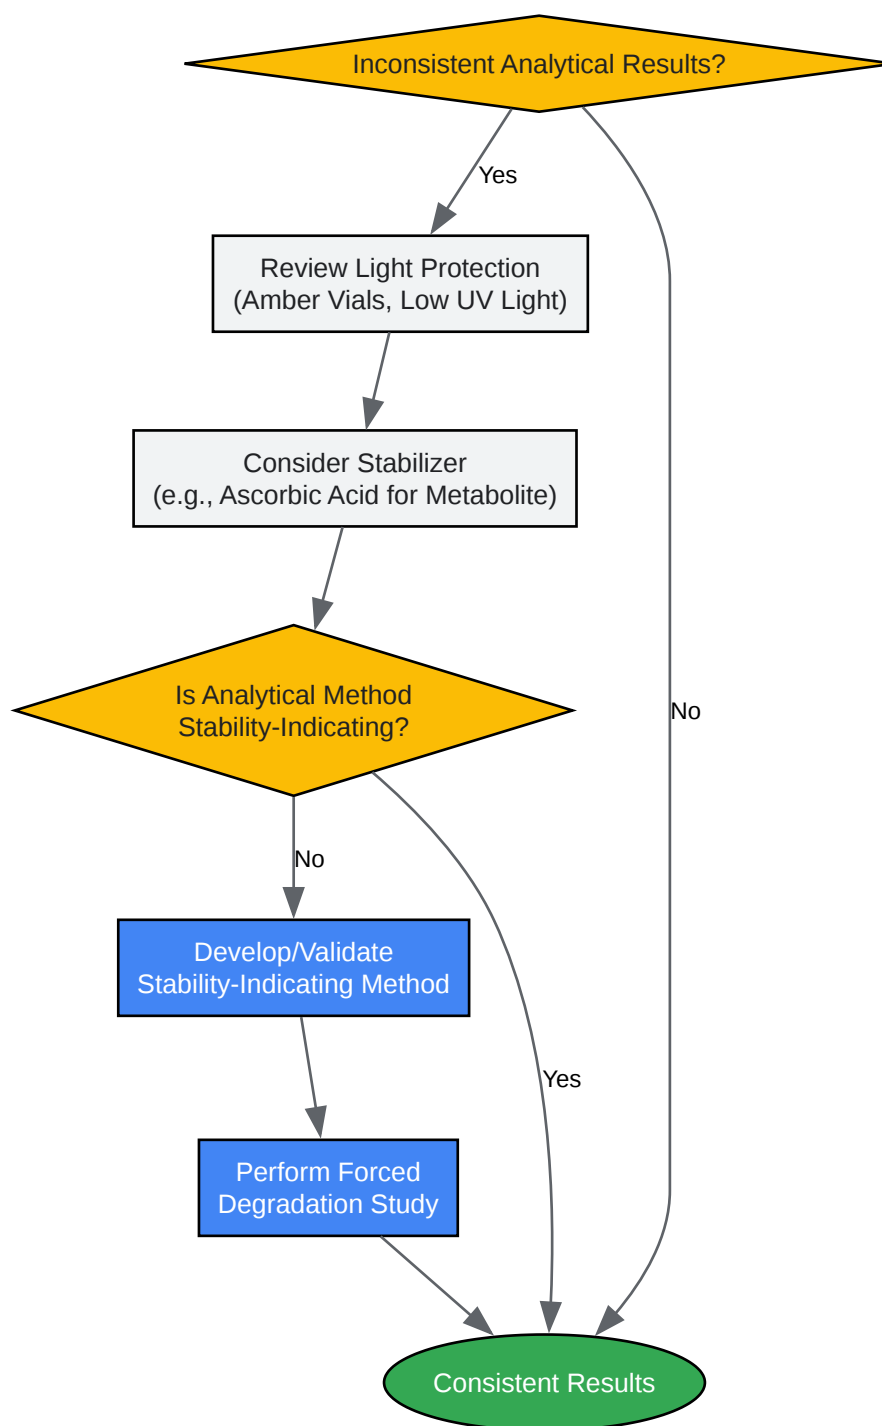 Inconsistent Analytical Results?
Yes
Review Light Protection
(Amber Vials, Low UV Light)
Consider Stabilizer
(e.g., Ascorbic Acid for Metabolite)
Is Analytical Method
Stability-Indicating?
No
No
Develop/Validate
Stability-Indicating Method
Yes
Perform Forced
Degradation Study
Consistent Results